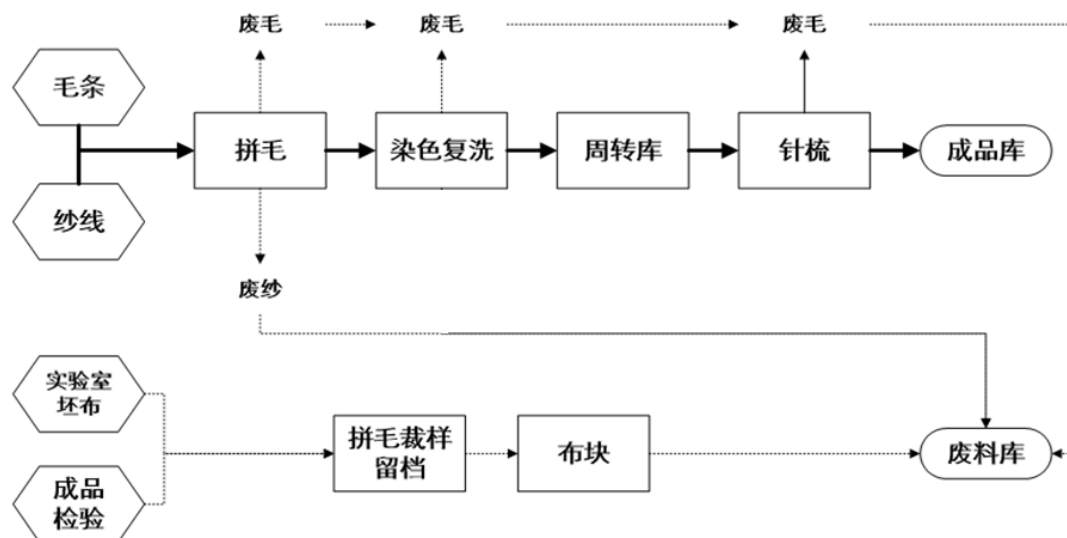 废毛
废毛
废毛
毛条
拼毛
染色复洗
周转库
针梳
成品库
纱线
废纱
实验室
坯布
拼毛裁样
留档
布块
废料库
成品
检验